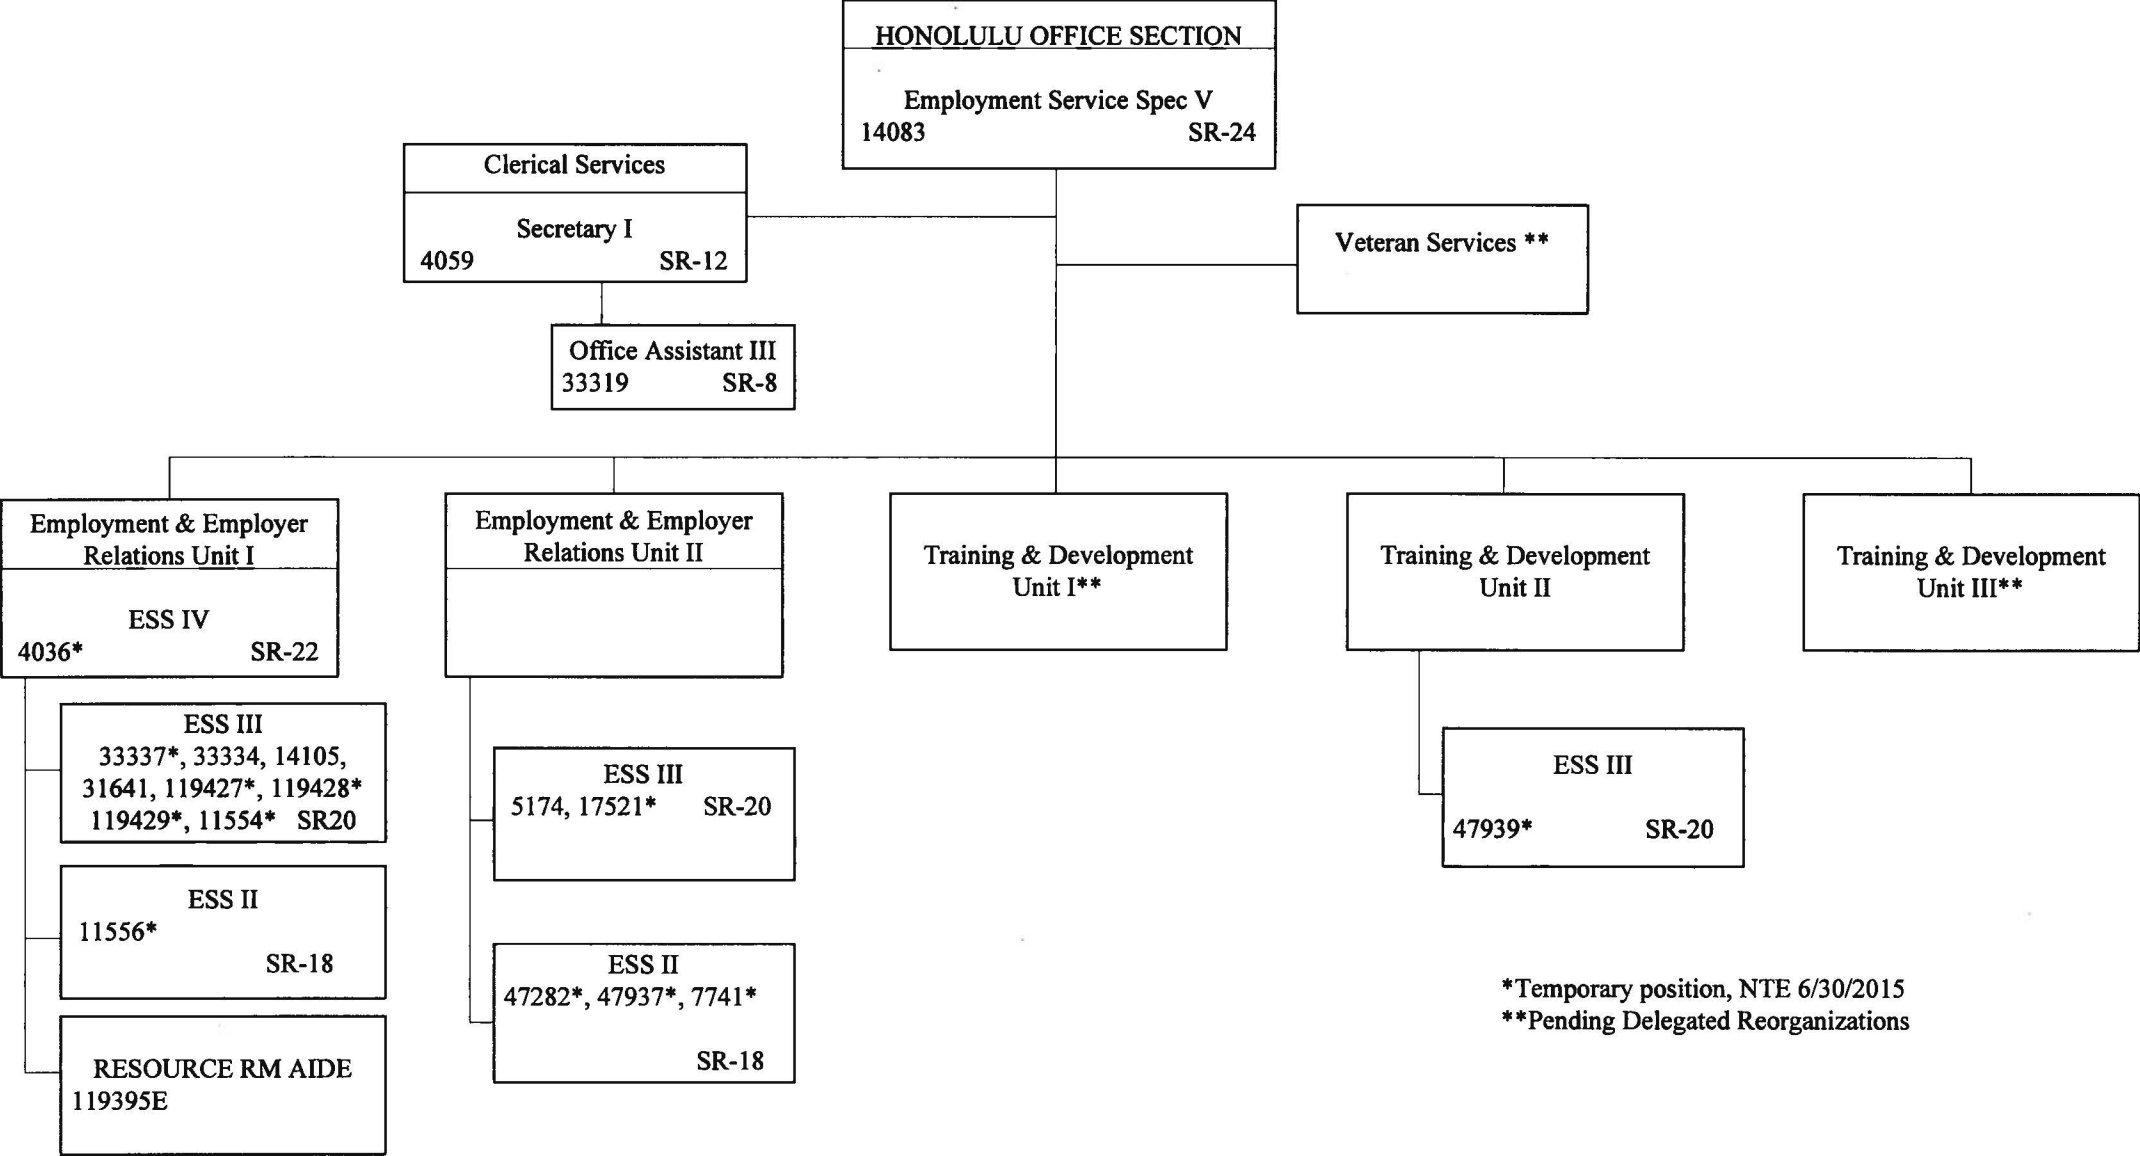 HONOLULU OFFICE SECTION
Employment Service Spec V
14083 SR-24
Clerical Services
Secretary I
4059 SR-12
Veteran Services **
Office Assistant III
33319 SR-8
Employment & Employer
Relations Unit I
ESS IV
4036* SR-22
ESS III
33337*, 33334, 14105,
31641, 119427*, 119428*
119429*, 11554* SR20
ESS II
11556*
SR-18
RESOURCE RM AIDE
119395E
Employment & Employer
Relations Unit II
ESS III
5174, 17521* SR-20
ESS II
47282*, 47937*, 7741*
SR-18
Training & Development
Unit I**
Training & Development
Unit II
ESS III
47939* SR-20
Training & Development
Unit III**
*Temporary position, NTE 6/30/2015
**Pending Delegated Reorganizations